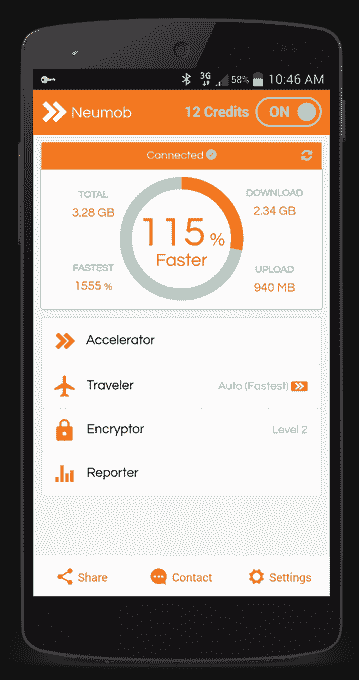 3G 58% 10:46 AM
Neumob 12 Credits ON
Connected
TOTAL
3.28 GB
DOWNLOAD
2.34 GB
115 %
Faster
FASTEST
1555 %
UPLOAD
940 MB
Accelerator
Traveler Auto (Fastest)
Encryptor Level 2
Reporter
Share Contact Settings